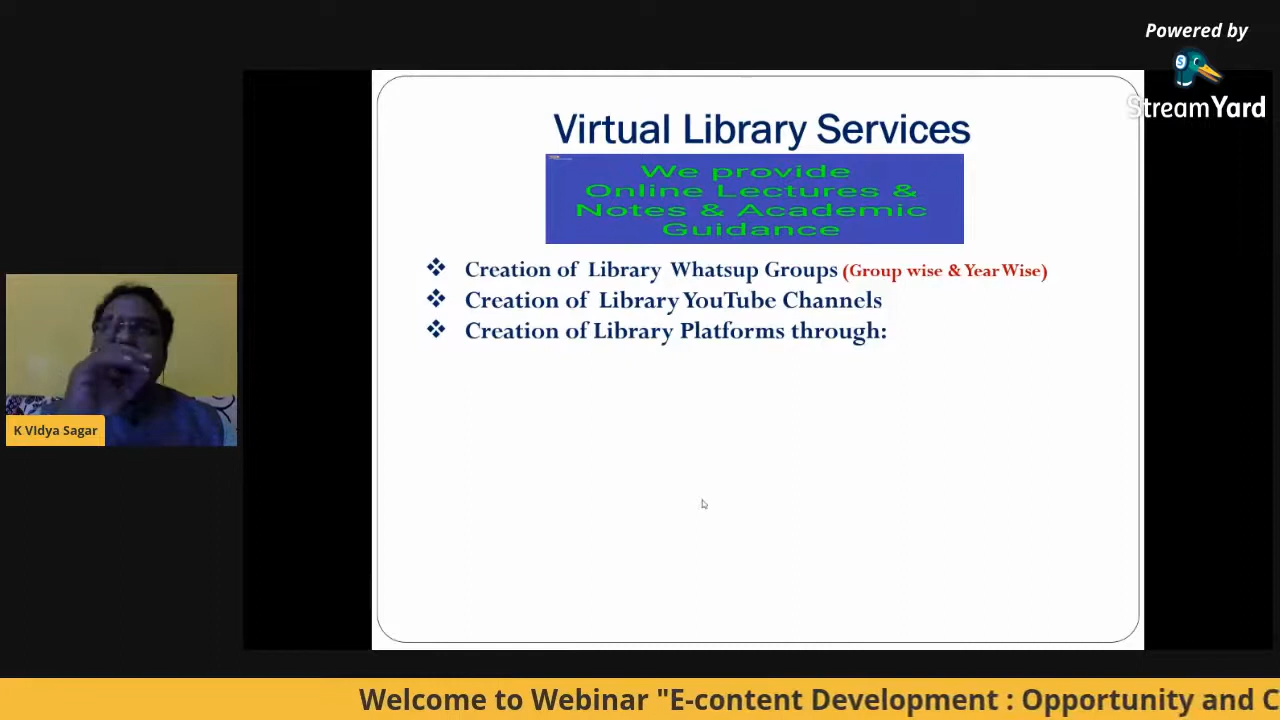 Powered by
StreamYard
Virtual Library Services
We provide
Online Lectures &
Notes & Academic
Guidance
Creation of Library Whatsup Groups (Group wise & Year Wise)
Creation of Library YouTube Channels
Creation of Library Platforms through:
K Vidya Sagar
Welcome to Webinar "E-content Development : Opportunity and C